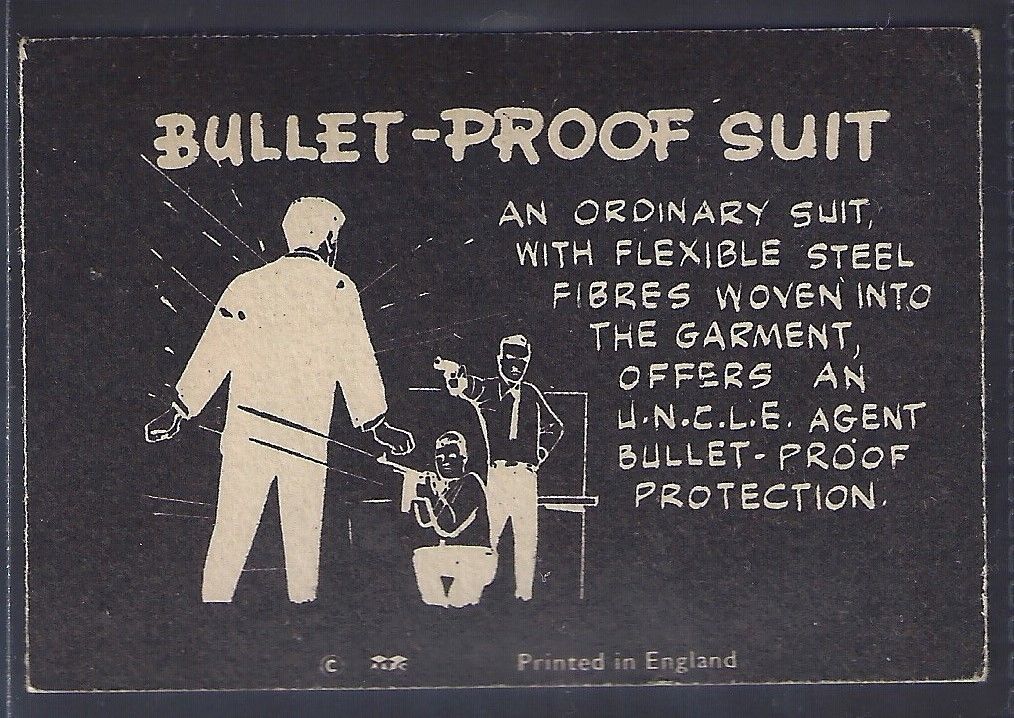 BULLET-PROOF SUIT
AN ORDINARY SUIT,
WITH FLEXIBLE STEEL
FIBRES WOVEN INTO
THE GARMENT,
OFFERS AN
U.N.C.L.E. AGENT
BULLET-PROOF
PROTECTION.
© Printed in England